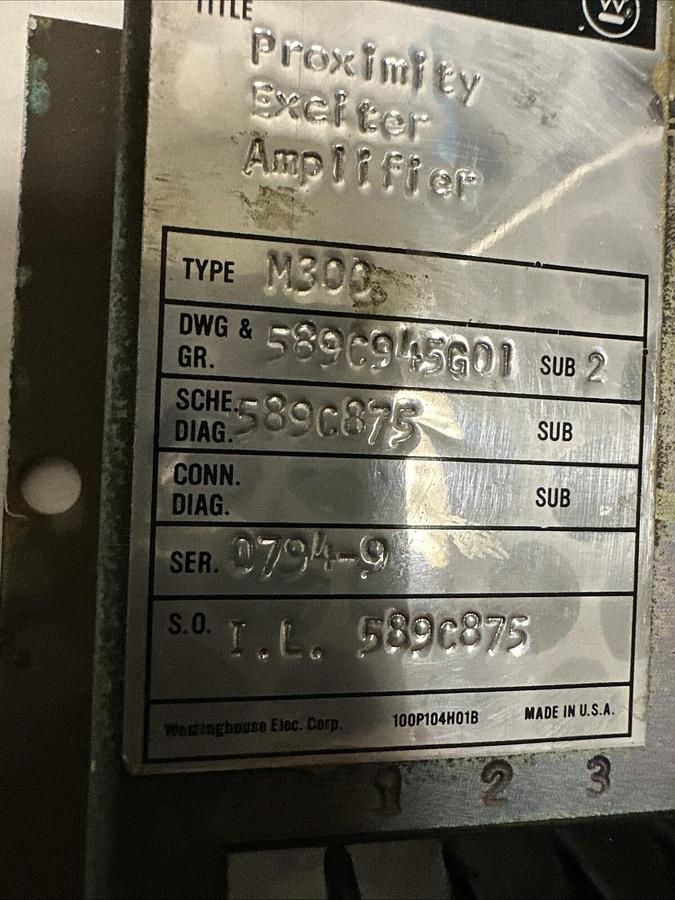 TITLE
Proximity
Exciter
Amplifier
TYPE M300
DWG & GR. 589C945G01 SUB 2
SCHE. DIAG. 589C875 SUB
CONN. DIAG. SUB
SER. 0794-9
S.O. I.L. 589C875
Westinghouse Elec. Corp. 100P104H01B MADE IN U.S.A.
1 2 3